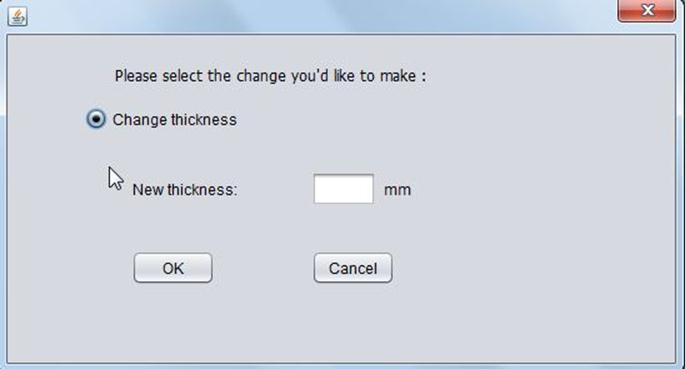 Please select the change you'd like to make :
Change thickness
New thickness: mm
OK Cancel